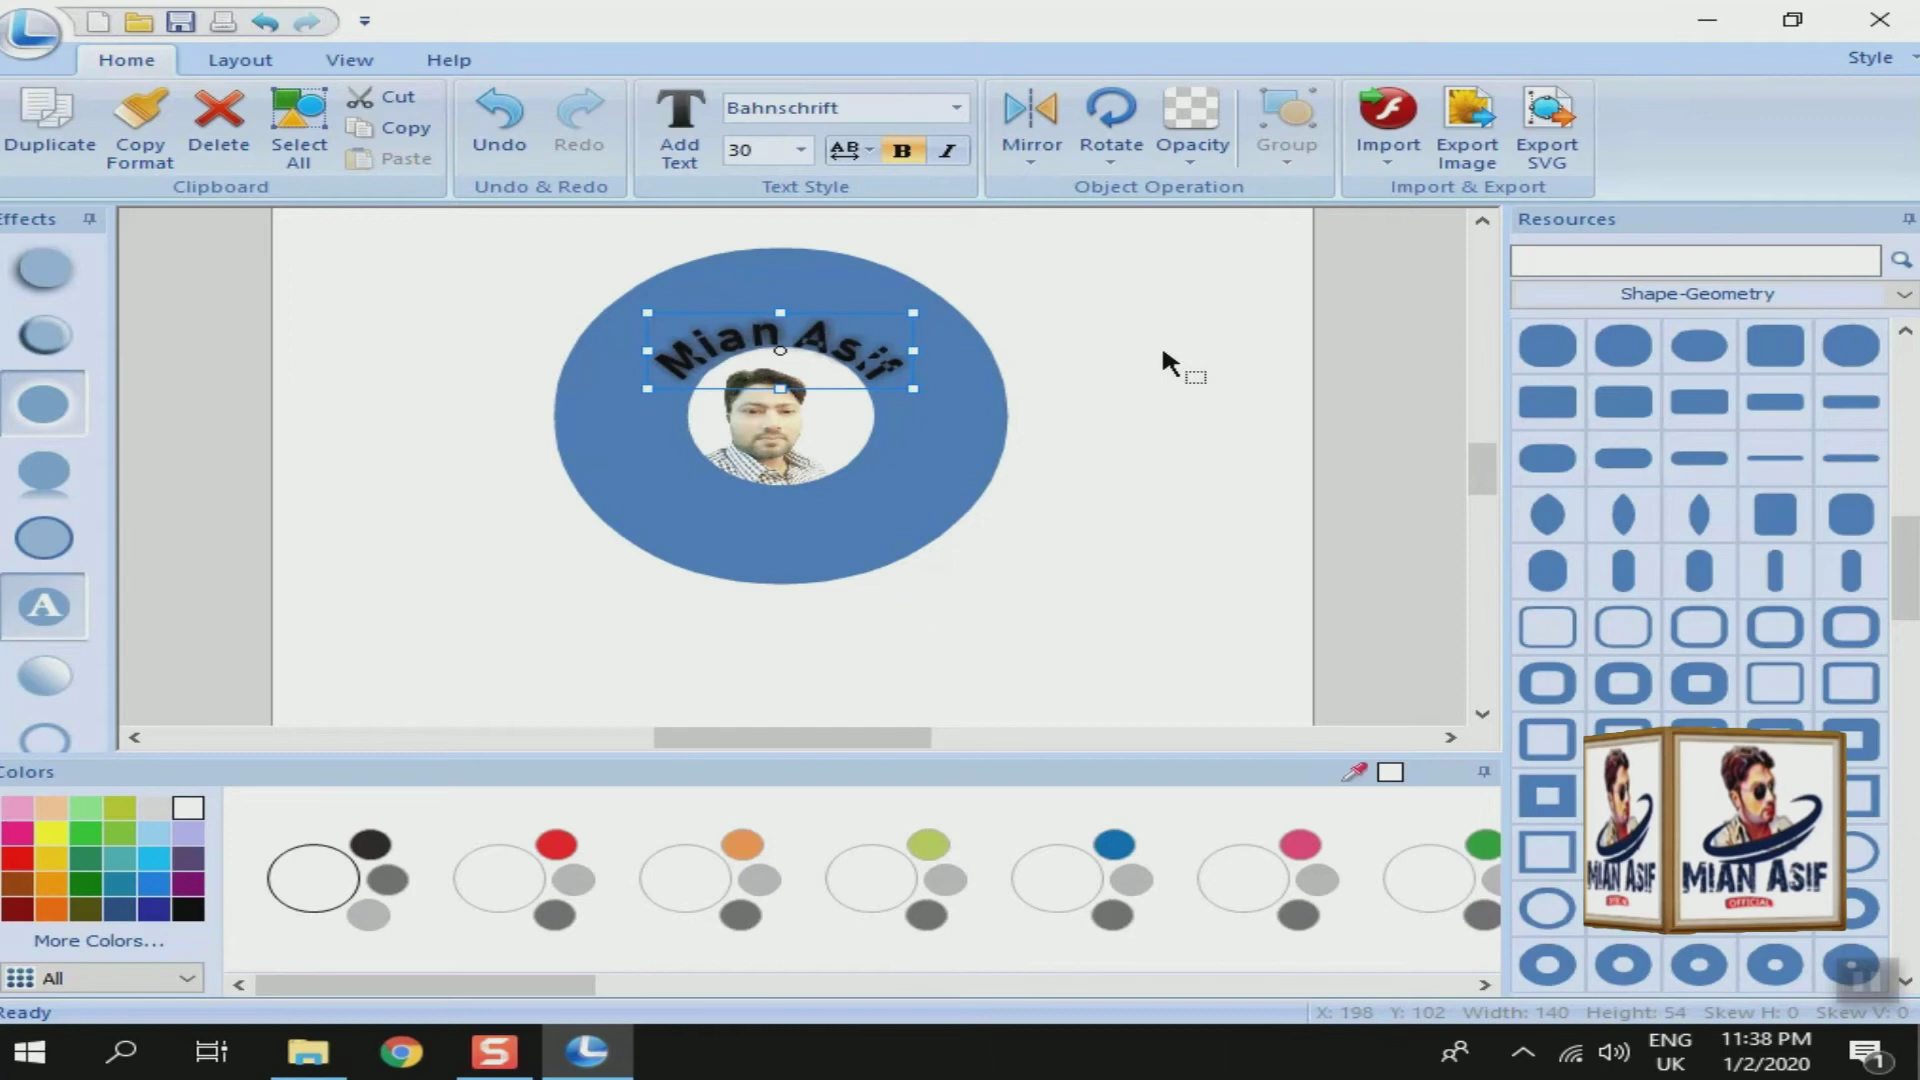 Home Layout View Help Style
Duplicate
Copy Format
Delete
Select All
Cut
Copy
Paste
Clipboard
Undo
Redo
Undo & Redo
Add Text
Bahnschrift
30
AB
B
I
Text Style
Mirror
Rotate
Opacity
Group
Object Operation
Import
Export Image
Export SVG
Import & Export
Effects
Resources
Shape-Geometry
Mian Asif
A
Colors
More Colors...
All
MIAN ASIF
MIAN ASIF
OFFICIAL
Ready
X: 198 Y: 102 Width: 140 Height: 54 Skew H: 0 Skew V: 0
S
ENG
UK
11:38 PM
1/2/2020
1